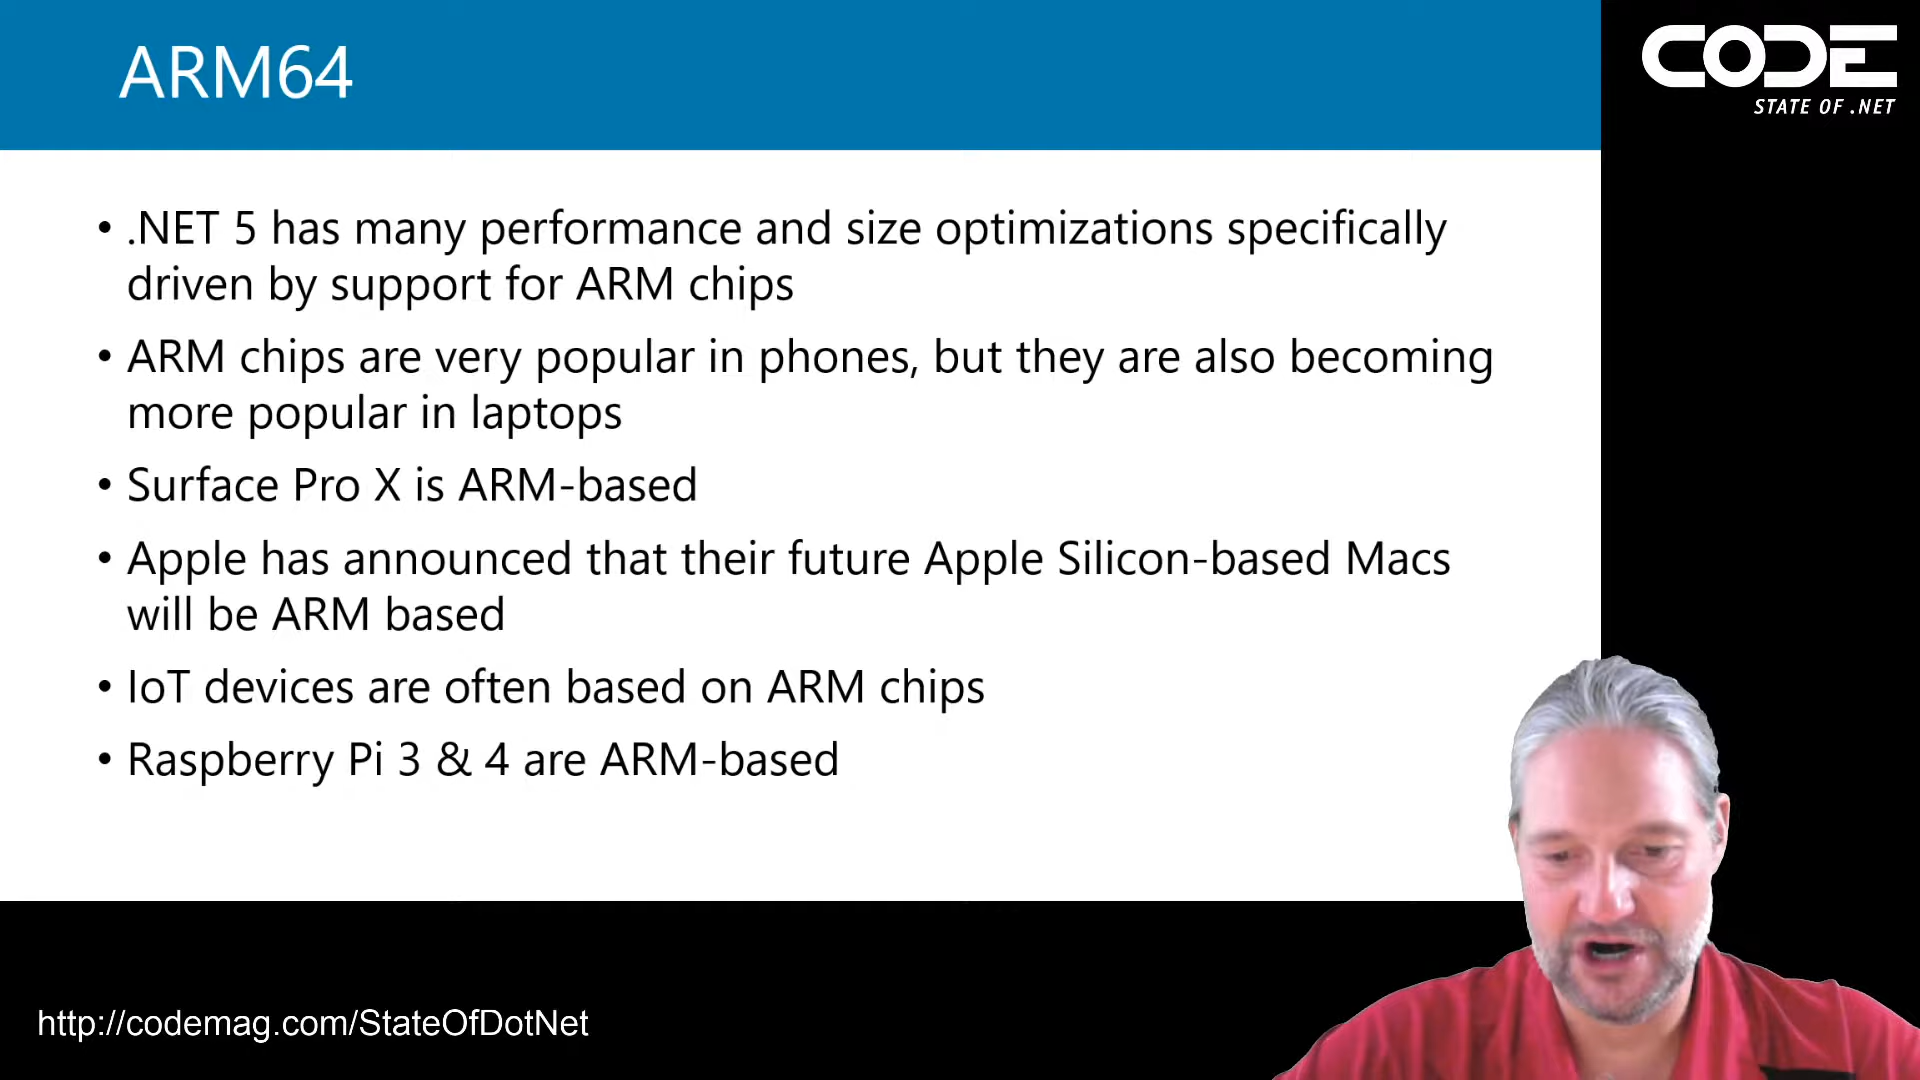 ARM64
CODE
STATE OF .NET
• .NET 5 has many performance and size optimizations specifically
driven by support for ARM chips
• ARM chips are very popular in phones, but they are also becoming
more popular in laptops
• Surface Pro X is ARM-based
• Apple has announced that their future Apple Silicon-based Macs
will be ARM based
• IoT devices are often based on ARM chips
• Raspberry Pi 3 & 4 are ARM-based
http://codemag.com/StateOfDotNet